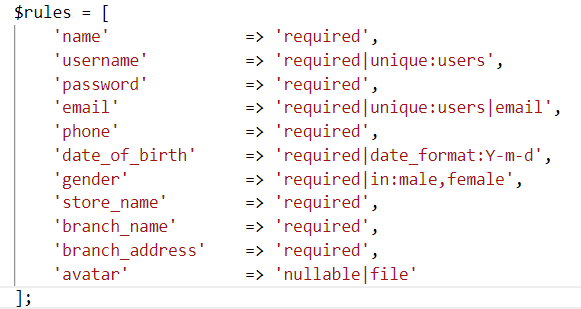 $rules = [
    'name'              => 'required',
    'username'          => 'required|unique:users',
    'password'          => 'required',
    'email'             => 'required|unique:users|email',
    'phone'             => 'required',
    'date_of_birth'     => 'required|date_format:Y-m-d',
    'gender'            => 'required|in:male,female',
    'store_name'        => 'required',
    'branch_name'       => 'required',
    'branch_address'    => 'required',
    'avatar'            => 'nullable|file'
];